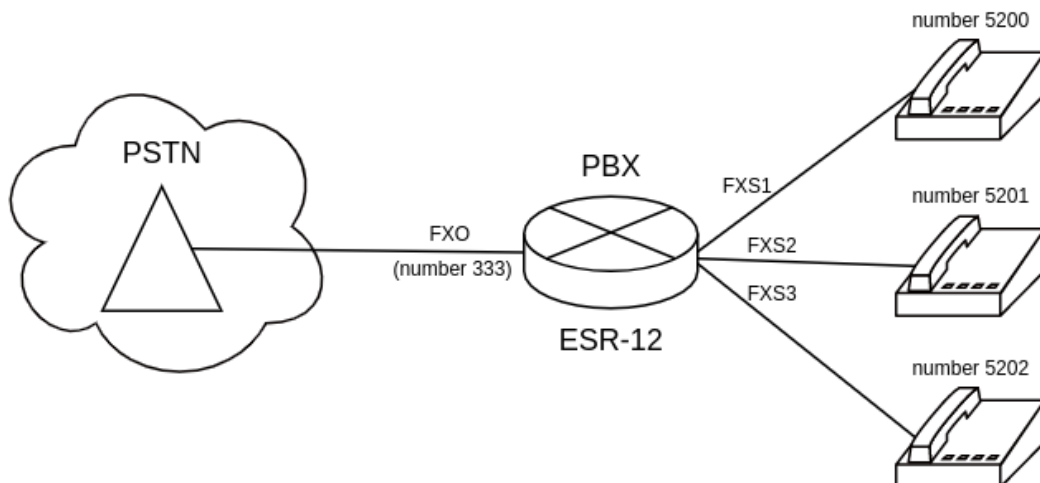 number 5200
PSTN
PBX
FXS1
number 5201
FXO
FXS2
(number 333)
FXS3
ESR-12
number 5202